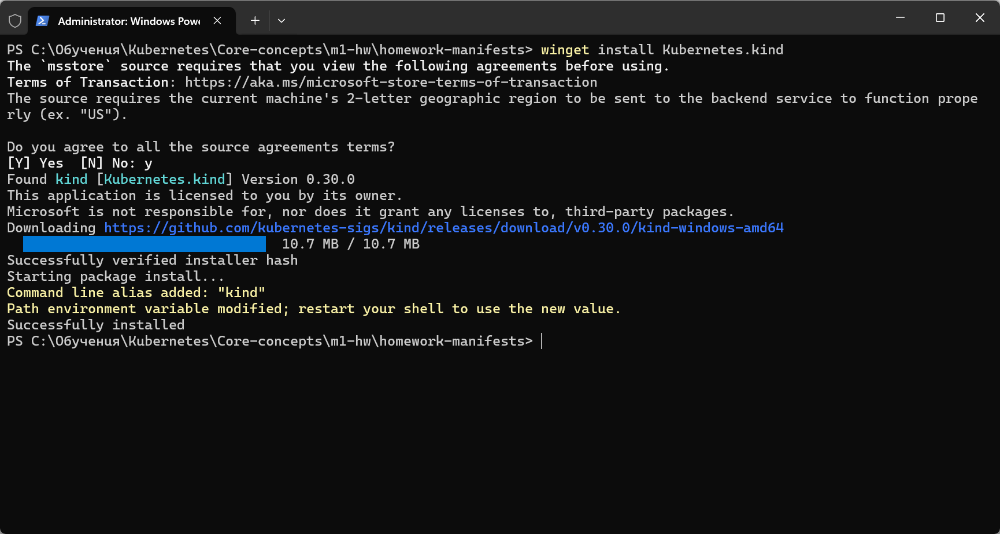 Administrator: Windows Powe
PS C:\Обучения\Kubernetes\Core-concepts\m1-hw\homework-manifests> winget install Kubernetes.kind
The `msstore` source requires that you view the following agreements before using.
Terms of Transaction: https://aka.ms/microsoft-store-terms-of-transaction
The source requires the current machine's 2-letter geographic region to be sent to the backend service to function prope
rly (ex. "US").
Do you agree to all the source agreements terms?
[Y] Yes  [N] No: y
Found kind [Kubernetes.kind] Version 0.30.0
This application is licensed to you by its owner.
Microsoft is not responsible for, nor does it grant any licenses to, third-party packages.
Downloading https://github.com/kubernetes-sigs/kind/releases/download/v0.30.0/kind-windows-amd64
10.7 MB / 10.7 MB
Successfully verified installer hash
Starting package install...
Command line alias added: "kind"
Path environment variable modified; restart your shell to use the new value.
Successfully installed
PS C:\Обучения\Kubernetes\Core-concepts\m1-hw\homework-manifests>